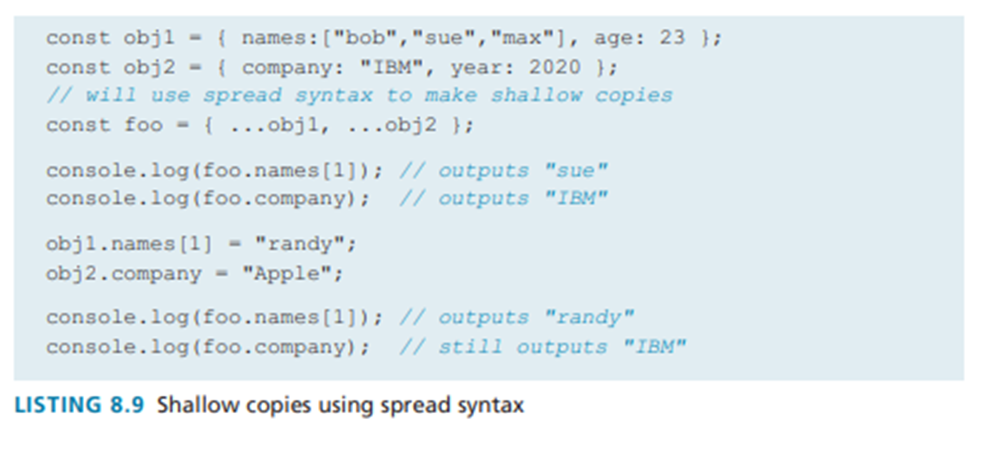 const obj1 = { names:["bob","sue","max"], age: 23 };
const obj2 = { company: "IBM", year: 2020 };
// will use spread syntax to make shallow copies
const foo = { ...obj1, ...obj2 };
console.log(foo.names[1]); // outputs "sue"
console.log(foo.company);  // outputs "IBM"
obj1.names[1] = "randy";
obj2.company = "Apple";
console.log(foo.names[1]); // outputs "randy"
console.log(foo.company);  // still outputs "IBM"
LISTING 8.9 Shallow copies using spread syntax